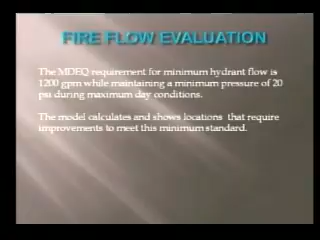 FIRE FLOW EVALUATION
The MDEQ requirement for minimum hydrant flow is
1200 gpm while maintaining a minimum pressure of 20
psi during maximum day conditions.
The model calculates and shows locations that require
improvements to meet this minimum standard.